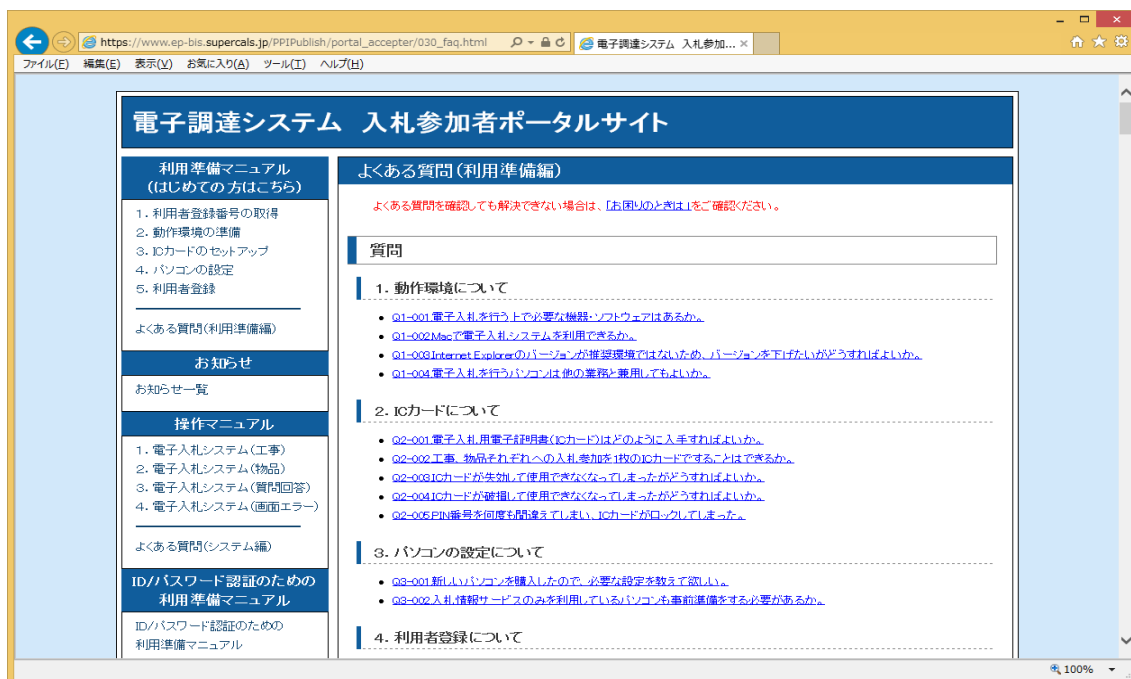 https://www.ep-bis.supercals.jp/PPIPublish/portal_accepter/030_faq.html
電子調達システム 入札参加...
ファイル(F) 編集(E) 表示(V) お気に入り(A) ツール(T) ヘルプ(H)
電子調達システム 入札参加者ポータルサイト
利用準備マニュアル
(はじめての方はこちら)
1. 利用者登録番号の取得
2. 動作環境の準備
3. ICカードのセットアップ
4. パソコンの設定
5. 利用者登録
よくある質問(利用準備編)
お知らせ
お知らせ一覧
操作マニュアル
1. 電子入札システム(工事)
2. 電子入札システム(物品)
3. 電子入札システム(質問回答)
4. 電子入札システム(画面エラー)
よくある質問(システム編)
ID/パスワード認証のための
利用準備マニュアル
ID/パスワード認証のための
利用準備マニュアル
よくある質問(利用準備編)
よくある質問を確認しても解決できない場合は、「お困りのときは」をご確認ください。
質問
1. 動作環境について
Q1-001.電子入札を行う上で必要な機器・ソフトウェアはあるか。
Q1-002.Macで電子入札システムを利用できるか。
Q1-003.Internet Explorerのバージョンが推奨環境ではないため、バージョンを下げたいがどうすればよいか。
Q1-004.電子入札を行うパソコンは他の業務と兼用してもよいか。
2. ICカードについて
Q2-001.電子入札用電子証明書(ICカード)はどのように入手すればよいか。
Q2-002.工事、物品それぞれへの入札参加を1枚のICカードですることはできるか。
Q2-003.ICカードが失効して使用できなくなってしまったがどうすればよいか。
Q2-004.ICカードが破損して使用できなくなってしまったがどうすればよいか。
Q2-005.PIN番号を何度も間違えてしまい、ICカードがロックしてしまった。
3. パソコンの設定について
Q3-001.新しいパソコンを購入したので、必要な設定を教えて欲しい。
Q3-002.入札情報サービスのみを利用しているパソコンも事前準備をする必要があるか。
4. 利用者登録について
100%